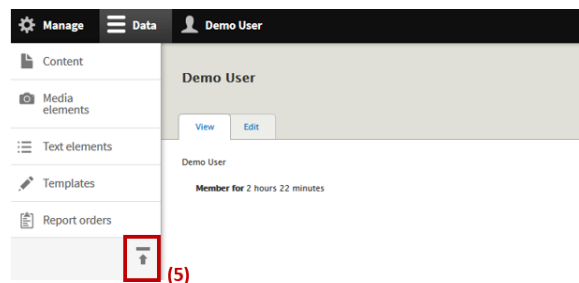 Manage Data Demo User
Content
Demo User
Media
elements
View Edit
Text elements
Demo User
Templates
Member for 2 hours 22 minutes
Report orders
(5)